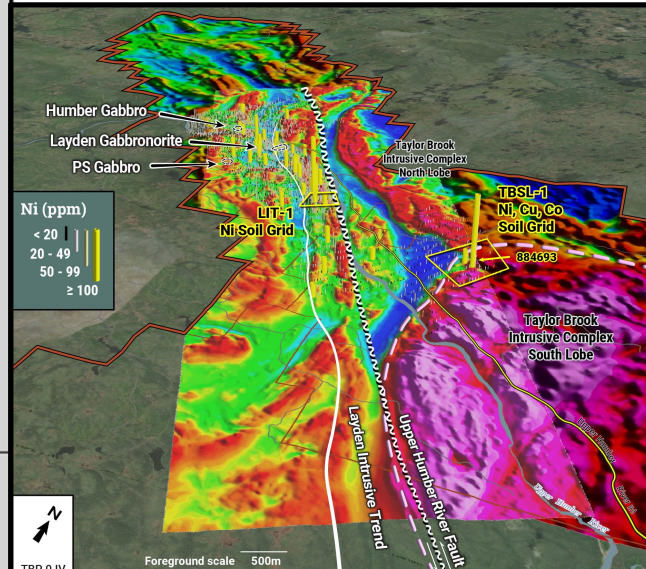 Humber Gabbro
Layden Gabbronorite
PS Gabbro
Taylor Brook
Intrusive Complex
North Lobe
TBSL-1
Ni, Cu, Co
Soil Grid
LIT-1
Ni Soil Grid
884693
Ni (ppm)
< 20
20 - 49
50 - 99
≥ 100
Taylor Brook
Intrusive Complex
South Lobe
Layden Intrusive Trend
Upper Humber River Fault
Upper Humber
River Rd
Upper Humber River
N
Foreground scale 500m